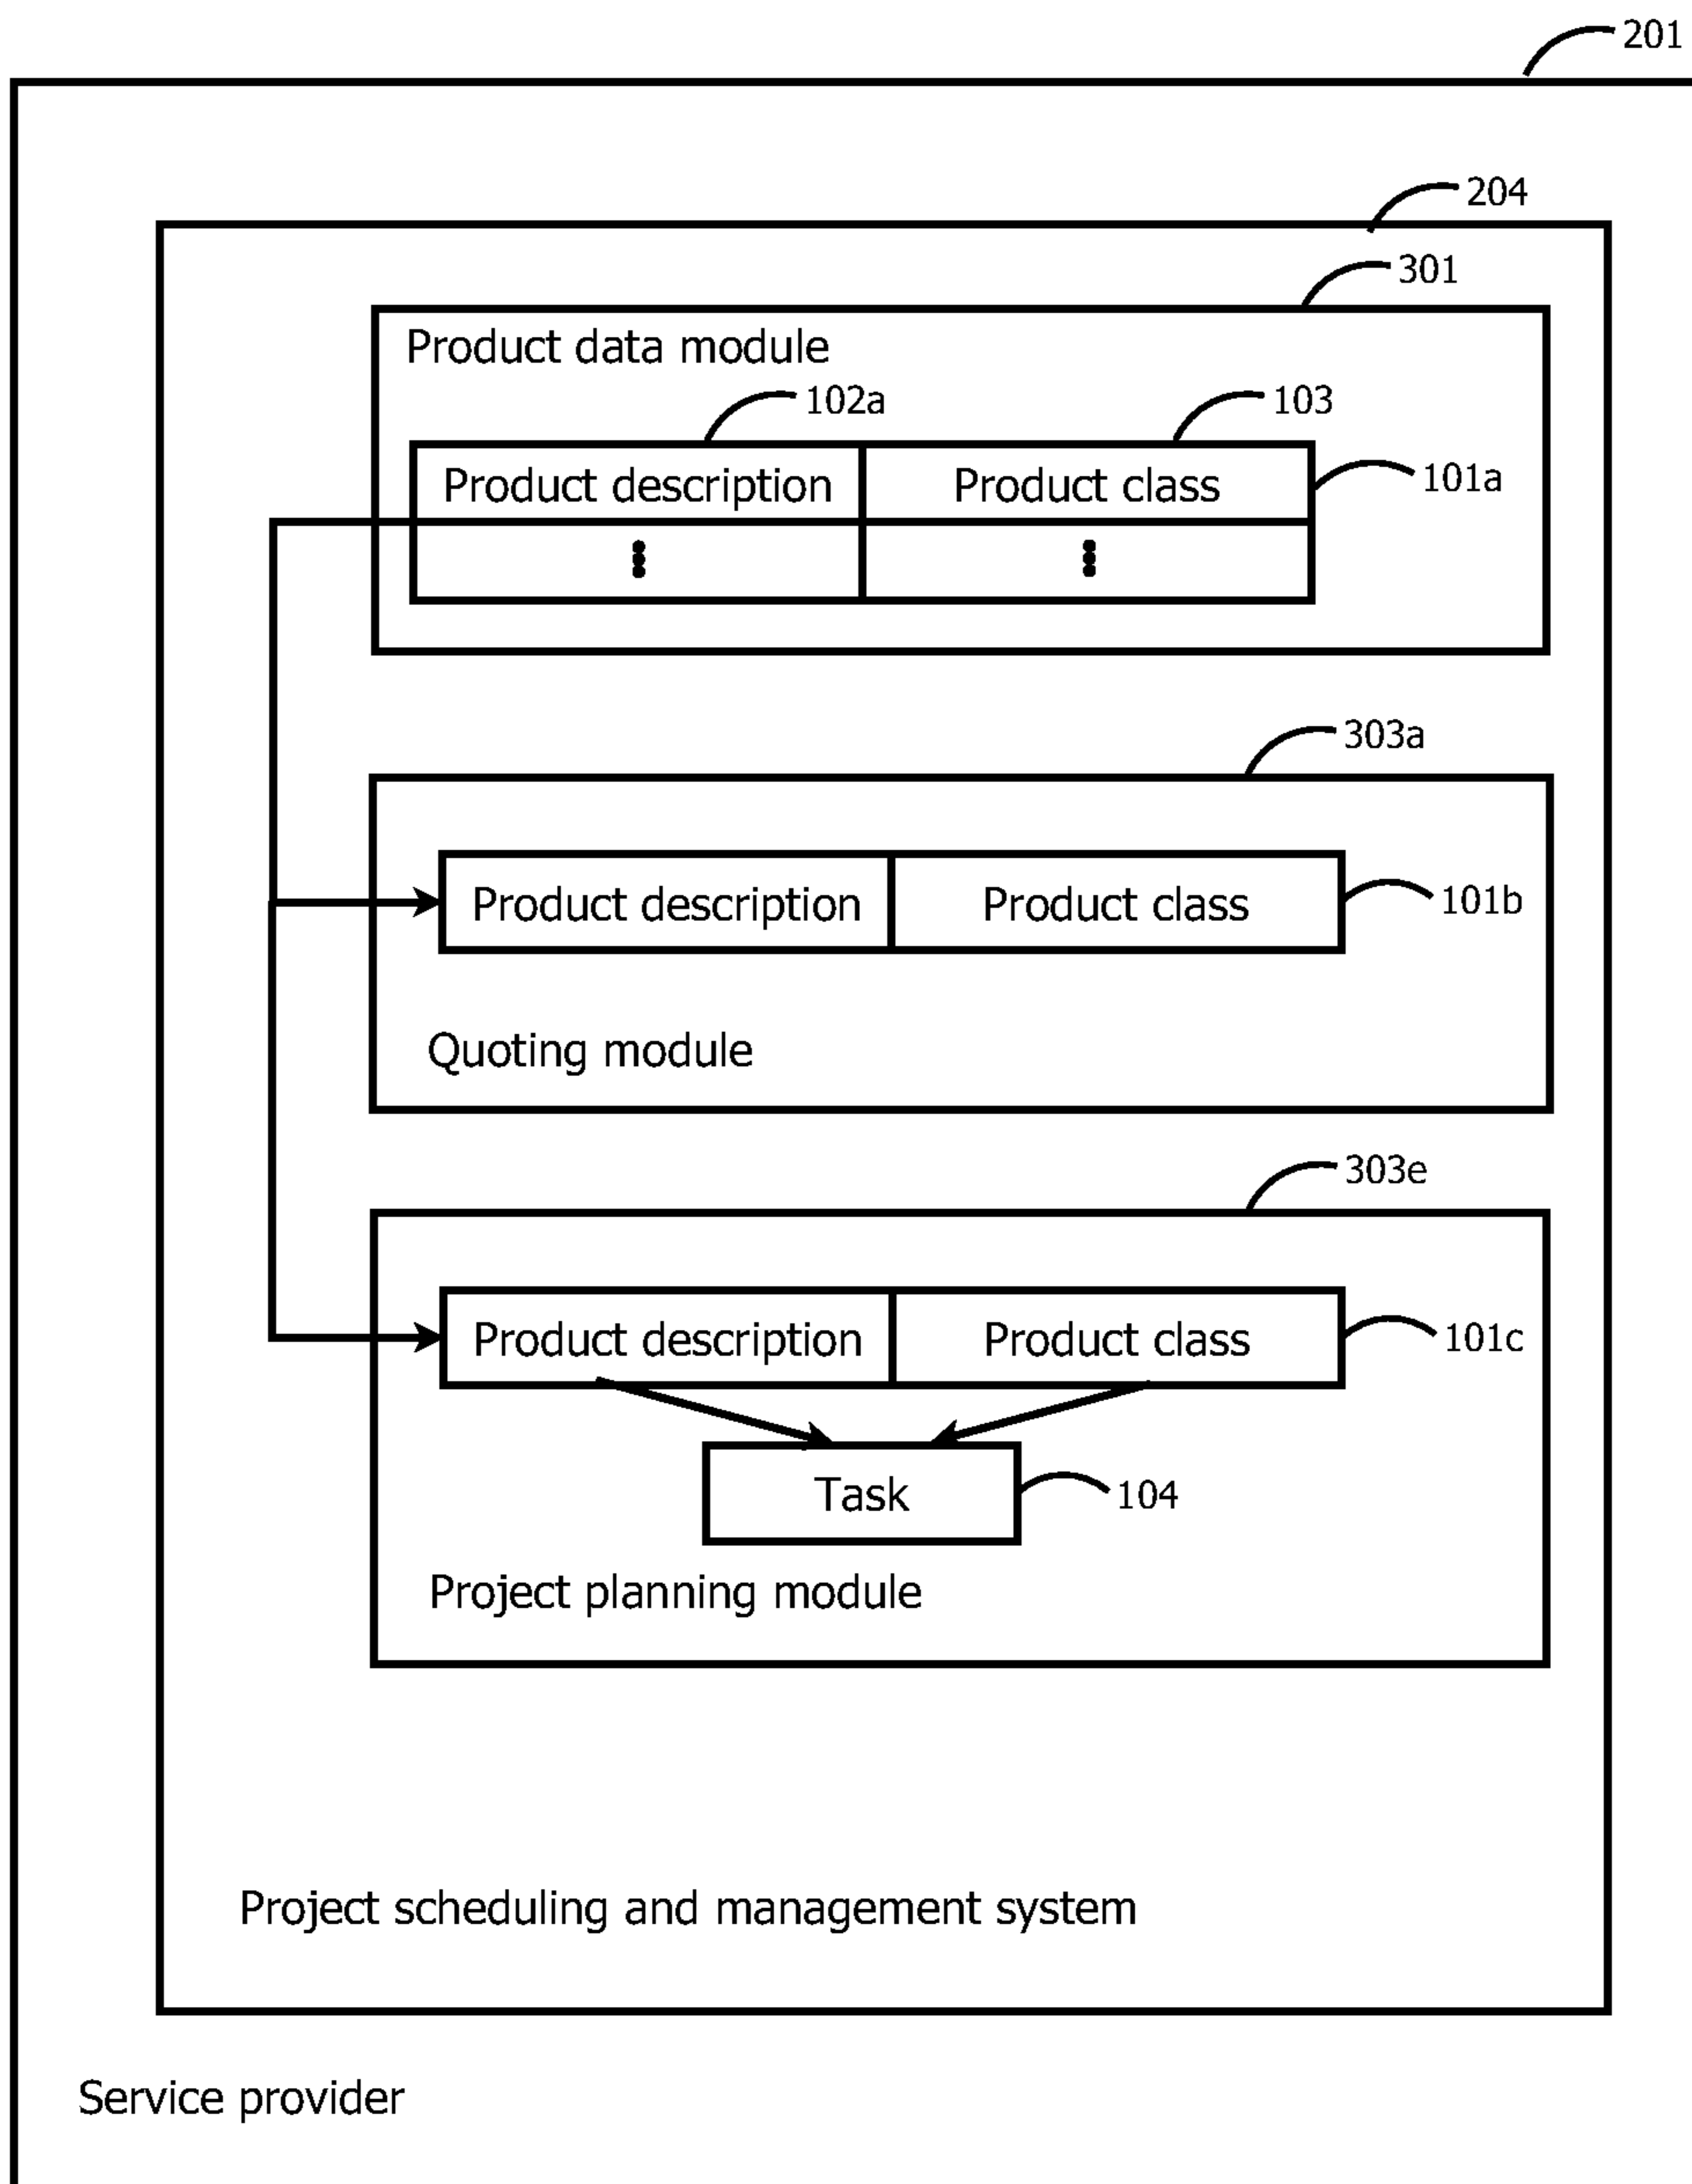 201
204
301
Product data module
102a
103
Product description Product class
101a
303a
Product description Product class
101b
Quoting module
303e
Product description Product class
101c
Task
104
Project planning module
Project scheduling and management system
Service provider